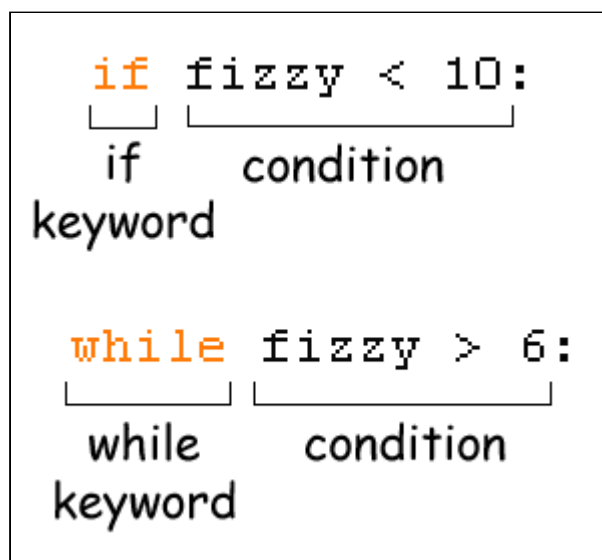 if fizzy < 10:
if condition
keyword
while fizzy > 6:
while condition
keyword